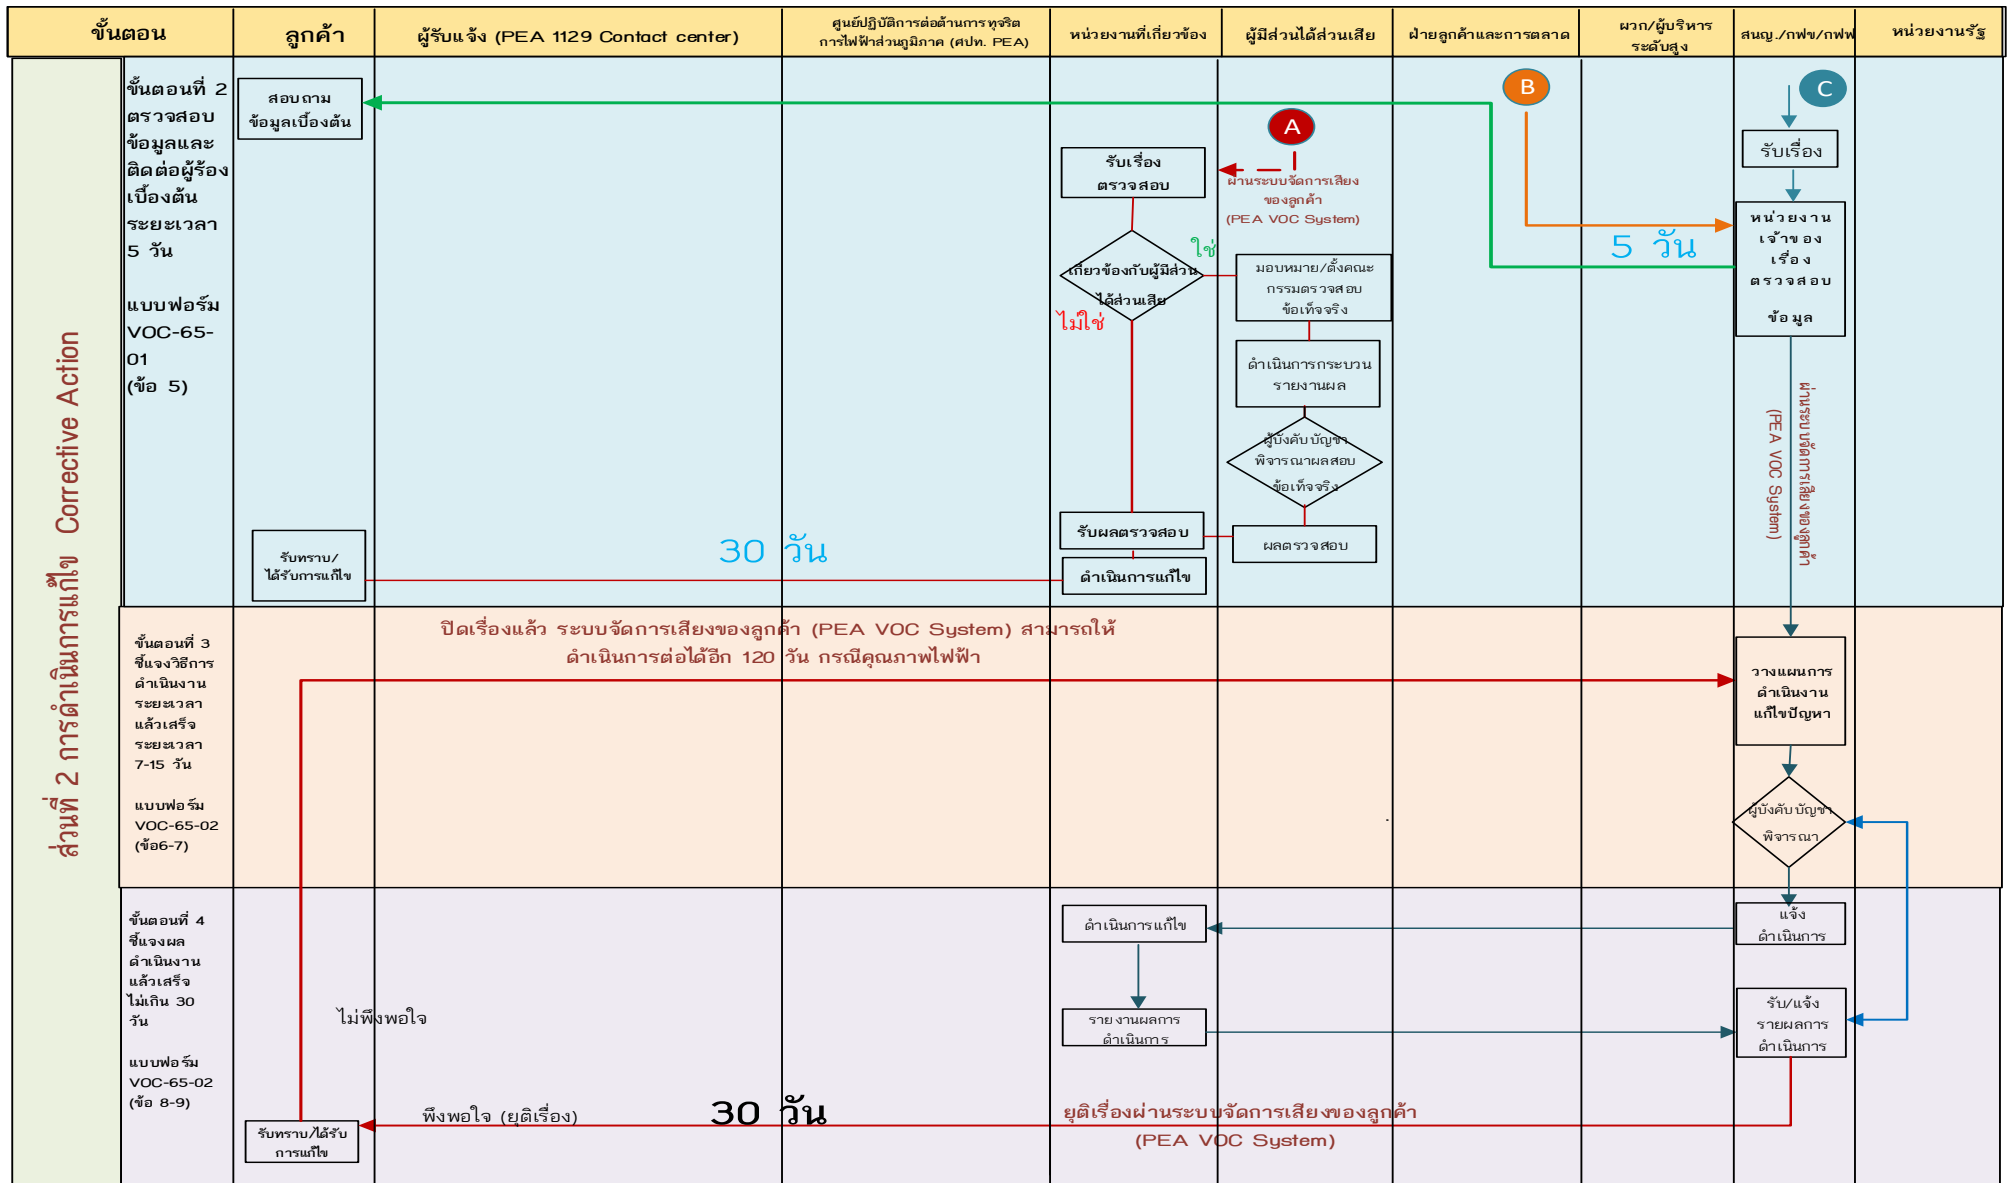 ขั้นตอน
ลูกค้า
ผู้รับแจ้ง (PEA 1129 Contact center)
ศูนย์ปฏิบัติการต่อต้านการทุจริต
การไฟฟ้าส่วนภูมิภาค (ศปท. PEA)
หน่วยงานที่เกี่ยวข้อง
ผู้มีส่วนได้ส่วนเสีย
ฝ่ายลูกค้าและการตลาด
ผวก/ผู้บริหาร
ระดับสูง
สนญ./กฟข/กฟฟ
หน่วยงานรัฐ
ส่วนที่ 2 การดำเนินการแก้ไข Corrective Action
ขั้นตอนที่ 2
ตรวจสอบ
ข้อมูลและ
ติดต่อผู้ร้อง
เบื้องต้น
ระยะเวลา
5 วัน
แบบฟอร์ม
VOC-65-
01
(ข้อ 5)
สอบถาม
ข้อมูลเบื้องต้น
A
B
C
รับเรื่อง
ตรวจสอบ
ผ่านระบบจัดการเสียง
ของลูกค้า
(PEA VOC System)
รับเรื่อง
หน่วยงาน
เจ้าของ
เรื่อง
ตรวจสอบ
ข้อมูล
5 วัน
ใช่
เกี่ยวข้องกับผู้มีส่วน
ได้ส่วนเสีย
ไม่ใช่
มอบหมาย/ตั้งคณะ
กรรมตรวจสอบ
ข้อเท็จจริง
ดำเนินการกระบวน
รายงานผล
ผู้บังคับบัญชา
พิจารณาผลสอบ
ข้อเท็จจริง
ผ่านระบบจัดการเสียงของลูกค้า
(PEA VOC System)
รับผลตรวจสอบ
ผลตรวจสอบ
ดำเนินการแก้ไข
30 วัน
รับทราบ/
ได้รับการแก้ไข
ขั้นตอนที่ 3
ชี้แจงวิธีการ
ดำเนินงาน
ระยะเวลา
แล้วเสร็จ
ระยะเวลา
7-15 วัน
แบบฟอร์ม
VOC-65-02
(ข้อ6-7)
ปิดเรื่องแล้ว ระบบจัดการเสียงของลูกค้า (PEA VOC System) สามารถให้
ดำเนินการต่อได้อีก 120 วัน กรณีคุณภาพไฟฟ้า
วางแผนการ
ดำเนินงาน
แก้ไขปัญหา
ผู้บังคับบัญชา
พิจารณา
ขั้นตอนที่ 4
ชี้แจงผล
ดำเนินงาน
แล้วเสร็จ
ไม่เกิน 30
วัน
แบบฟอร์ม
VOC-65-02
(ข้อ 8-9)
ดำเนินการแก้ไข
แจ้ง
ดำเนินการ
ไม่พึงพอใจ
รายงานผลการ
ดำเนินการ
รับ/แจ้ง
รายผลการ
ดำเนินการ
พึงพอใจ (ยุติเรื่อง)
30 วัน
ยุติเรื่องผ่านระบบจัดการเสียงของลูกค้า
(PEA VOC System)
รับทราบ/ได้รับ
การแก้ไข